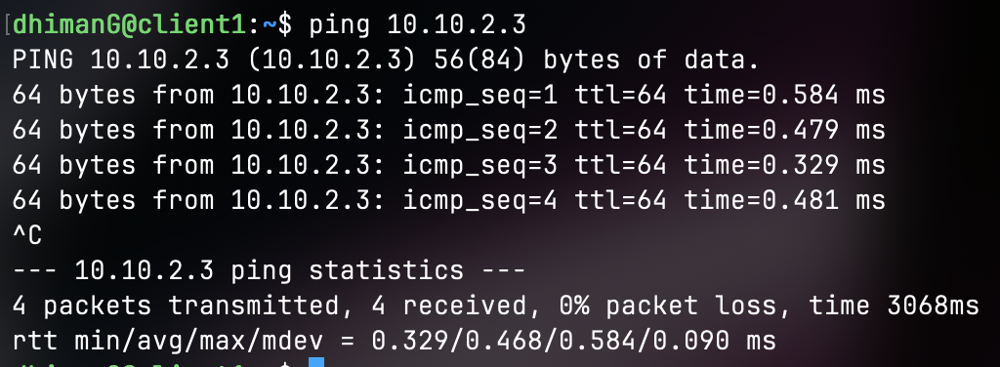 [dhimanG@client1:~$ ping 10.10.2.3
PING 10.10.2.3 (10.10.2.3) 56(84) bytes of data.
64 bytes from 10.10.2.3: icmp_seq=1 ttl=64 time=0.584 ms
64 bytes from 10.10.2.3: icmp_seq=2 ttl=64 time=0.479 ms
64 bytes from 10.10.2.3: icmp_seq=3 ttl=64 time=0.329 ms
64 bytes from 10.10.2.3: icmp_seq=4 ttl=64 time=0.481 ms
^C
--- 10.10.2.3 ping statistics ---
4 packets transmitted, 4 received, 0% packet loss, time 3068ms
rtt min/avg/max/mdev = 0.329/0.468/0.584/0.090 ms